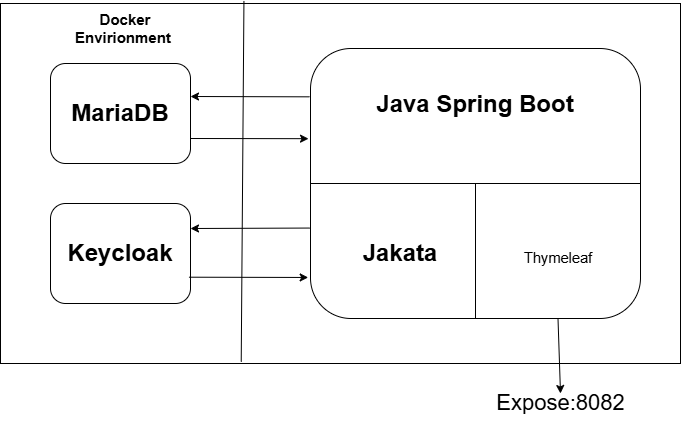 Docker
Envirionment
MariaDB
Java Spring Boot
Keycloak
Jakata
Thymeleaf
Expose:8082